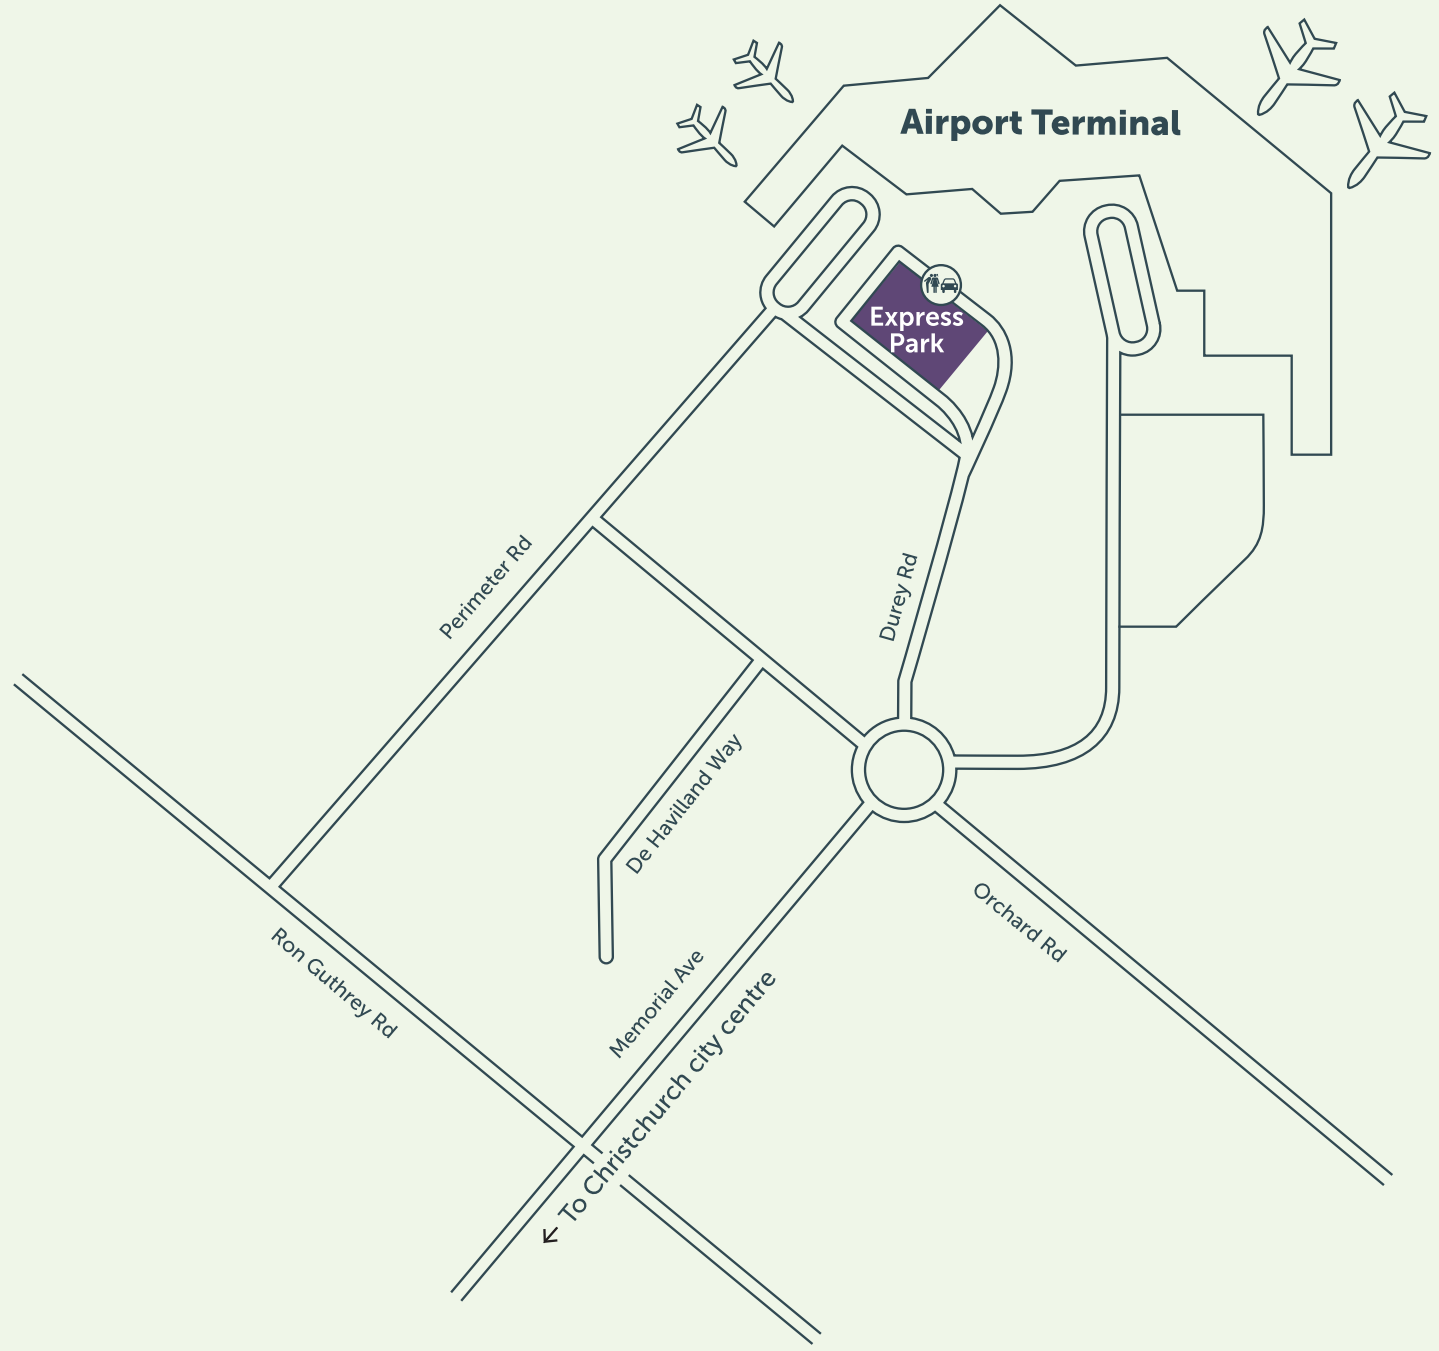 Airport Terminal
Express
Park
Perimeter Rd
Durey Rd
De Havilland Way
Orchard Rd
Ron Guthrey Rd
Memorial Ave
To Christchurch city centre